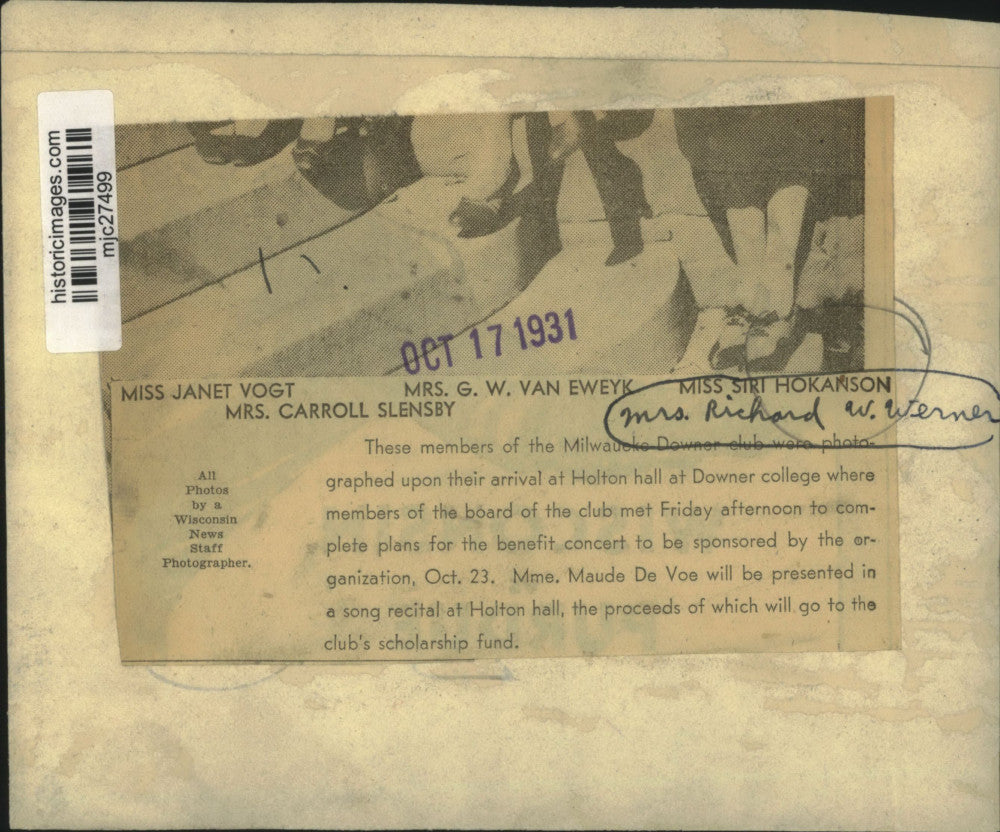 historicimages.com
mjc27499
OCT 17 1931
MISS JANET VOGT MRS. G. W. VAN EWEYK MISS SIRI HOKANSON
MRS. CARROLL SLENSBY
Mrs. Richard W. Werner
These members of the Milwaukee-Downer club were photo-
graphed upon their arrival at Holton hall at Downer college where
members of the board of the club met Friday afternoon to com-
plete plans for the benefit concert to be sponsored by the or-
ganization, Oct. 23. Mme. Maude De Voe will be presented in
a song recital at Holton hall, the proceeds of which will go to the
club's scholarship fund.
All
Photos
by a
Wisconsin
News
Staff
Photographer.